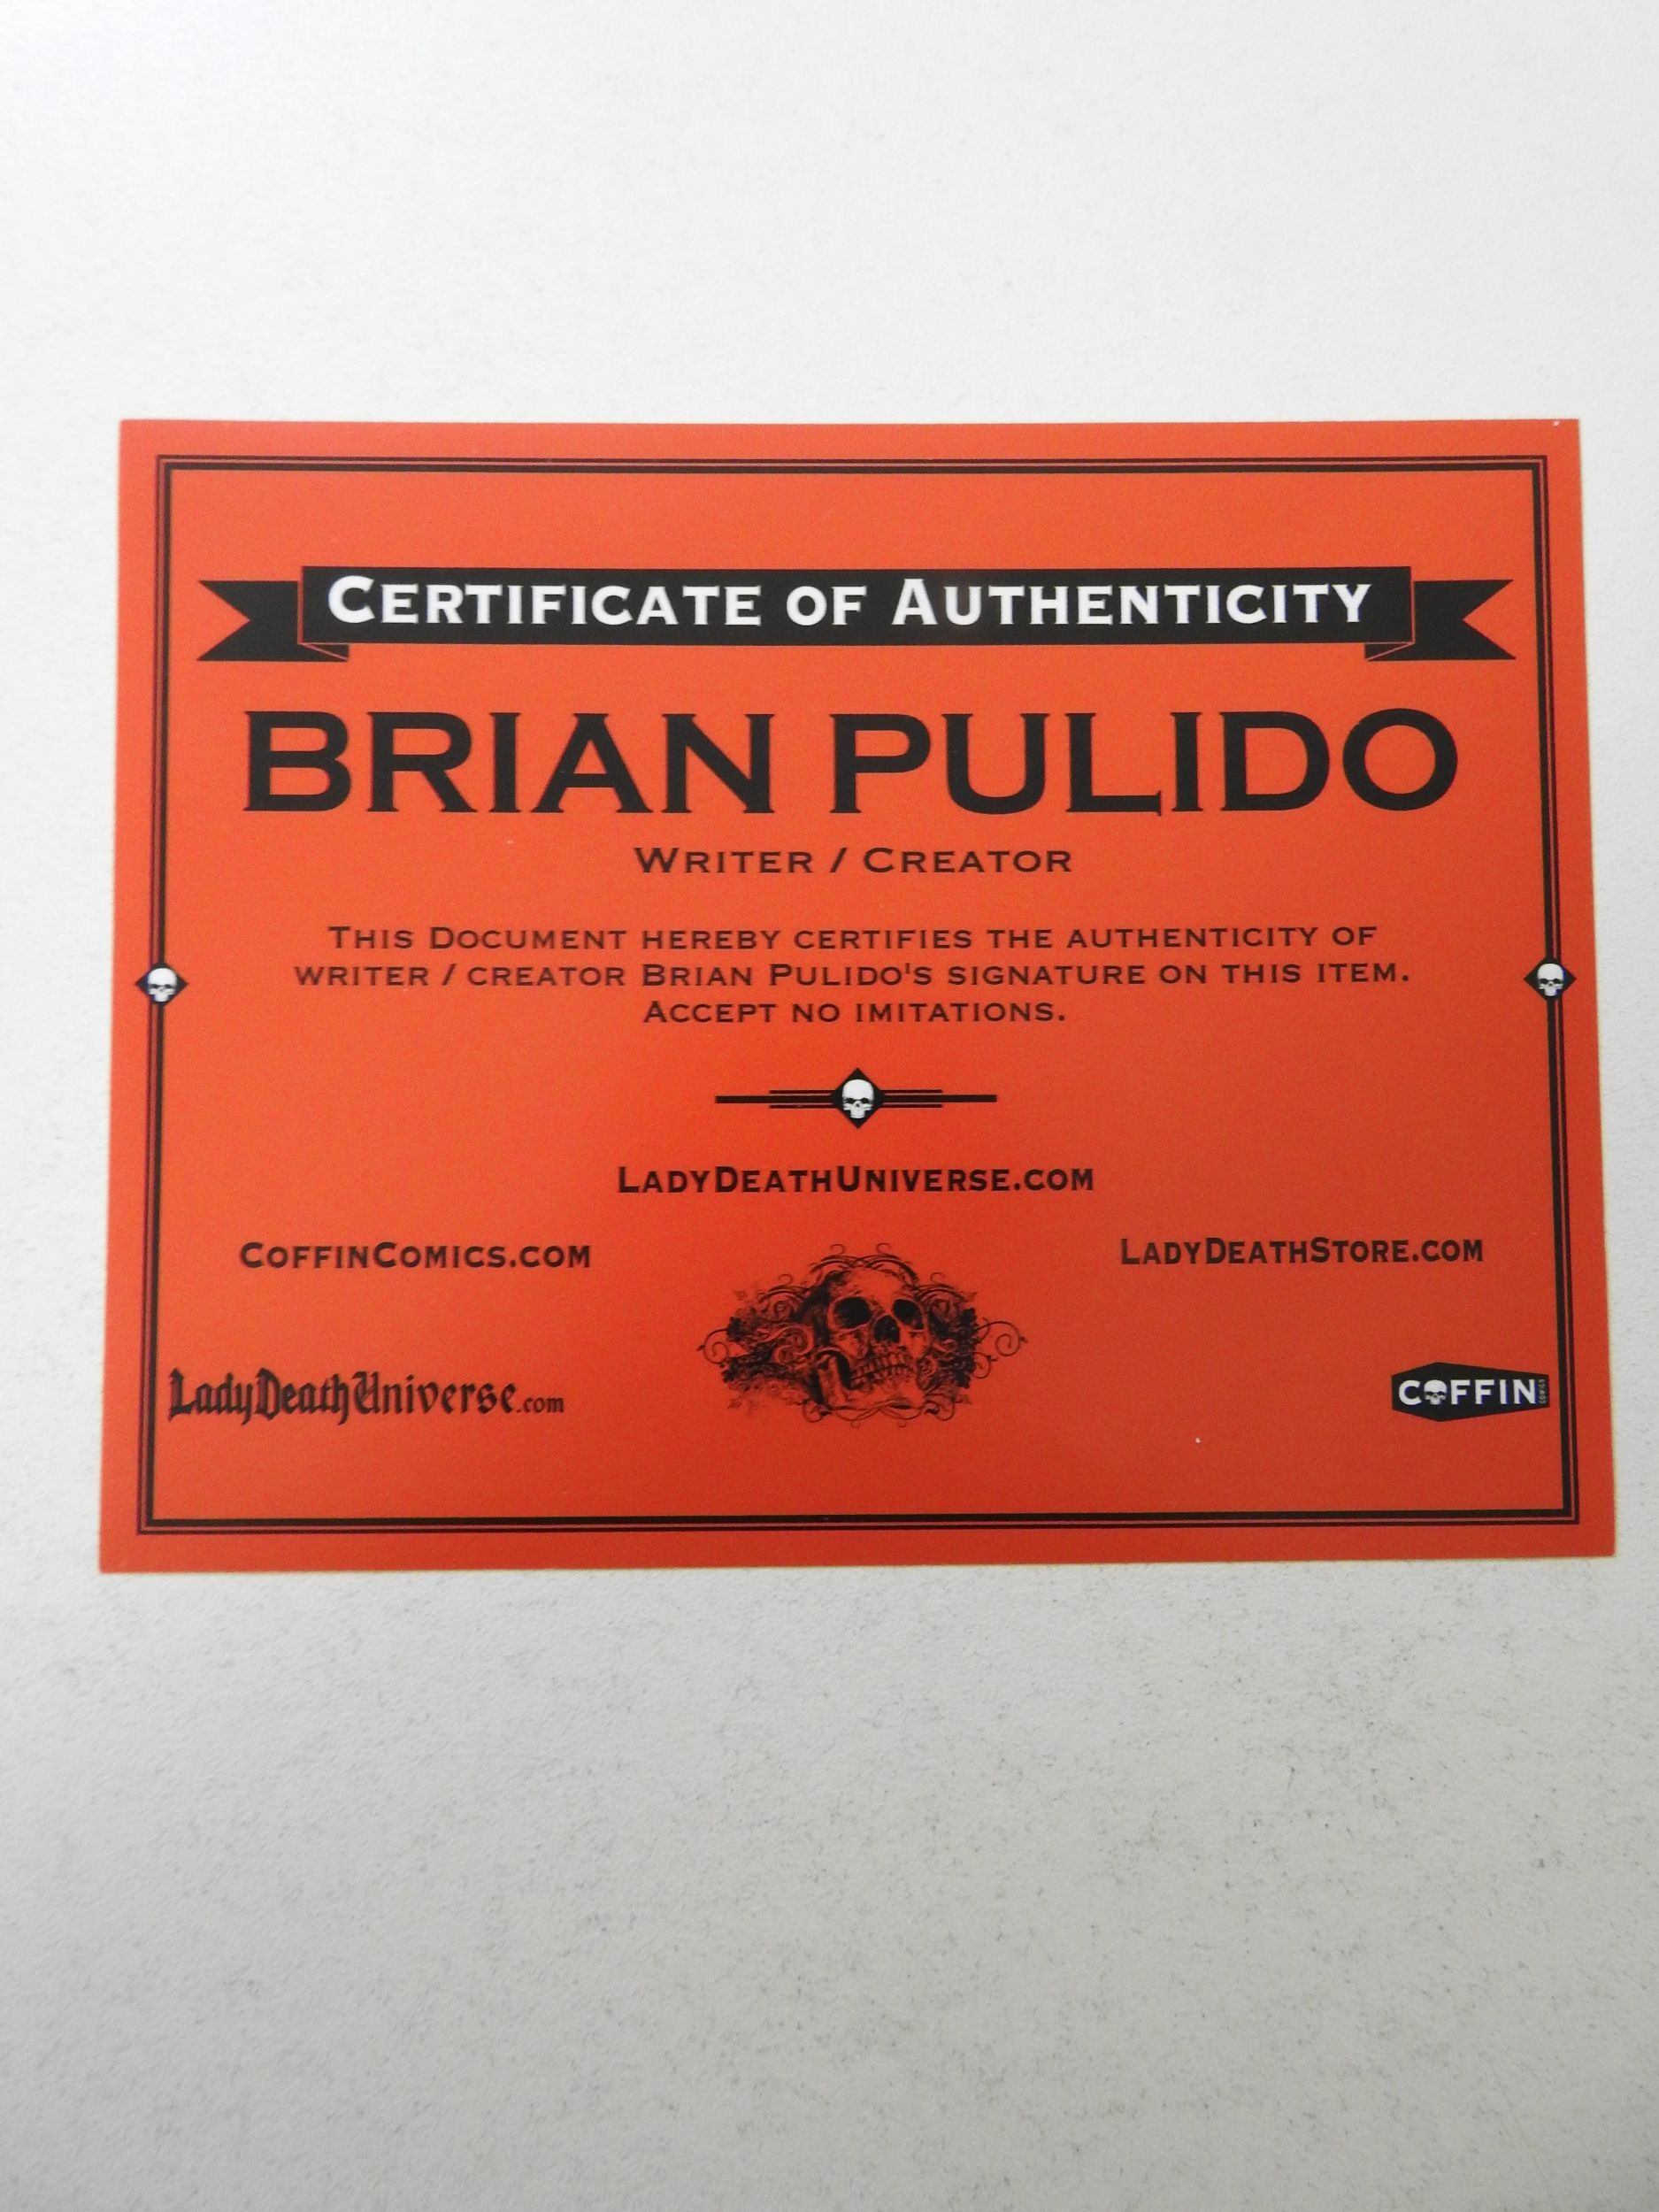 Certificate of Authenticity
BRIAN PULIDO
Writer / Creator
This Document hereby certifies the authenticity of
writer / creator Brian Pulido's signature on this item.
Accept no imitations.
LadyDeathUniverse.com
CoffinComics.com
LadyDeathStore.com
LadyDeathUniverse.com
COFFIN